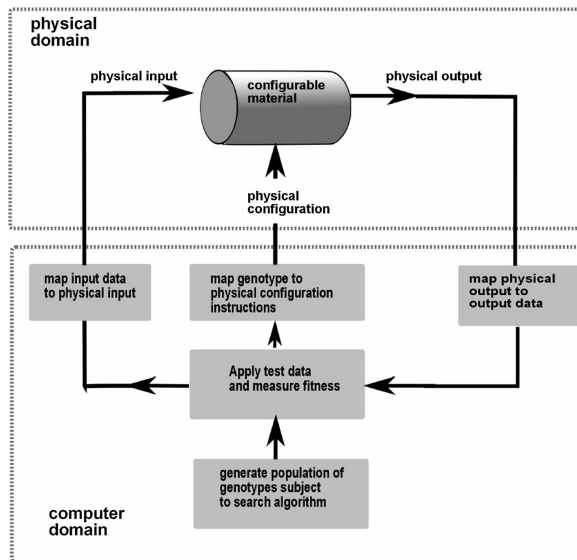 physical
domain
physical input
configurable
material
physical output
physical
configuration
map input data
to physical input
map genotype to
physical configuration
instructions
map physical
output to
output data
Apply test data
and measure fitness
generate population of
genotypes subject
to search algorithm
computer
domain